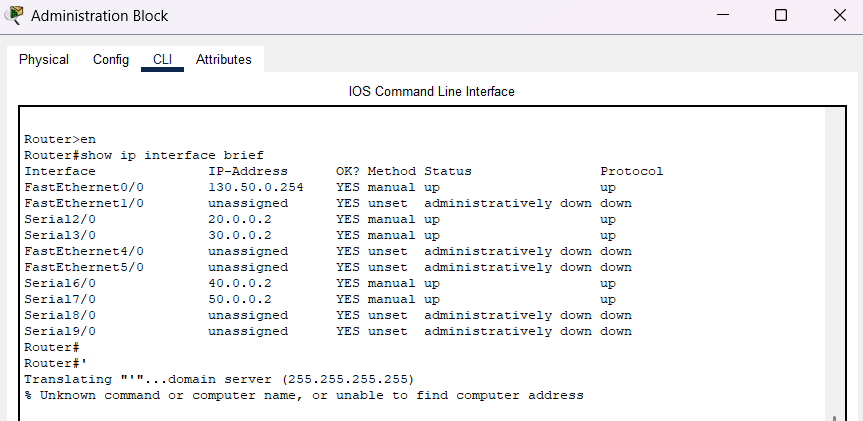 Administration Block
Physical Config CLI Attributes
IOS Command Line Interface
Router>en
Router#show ip interface brief
Interface IP-Address OK? Method Status Protocol
FastEthernet0/0 130.50.0.254 YES manual up up
FastEthernet1/0 unassigned YES unset administratively down down
Serial2/0 20.0.0.2 YES manual up up
Serial3/0 30.0.0.2 YES manual up up
FastEthernet4/0 unassigned YES unset administratively down down
FastEthernet5/0 unassigned YES unset administratively down down
Serial6/0 40.0.0.2 YES manual up up
Serial7/0 50.0.0.2 YES manual up up
Serial8/0 unassigned YES unset administratively down down
Serial9/0 unassigned YES unset administratively down down
Router#
Router#'
Translating "'"...domain server (255.255.255.255)
% Unknown command or computer name, or unable to find computer address